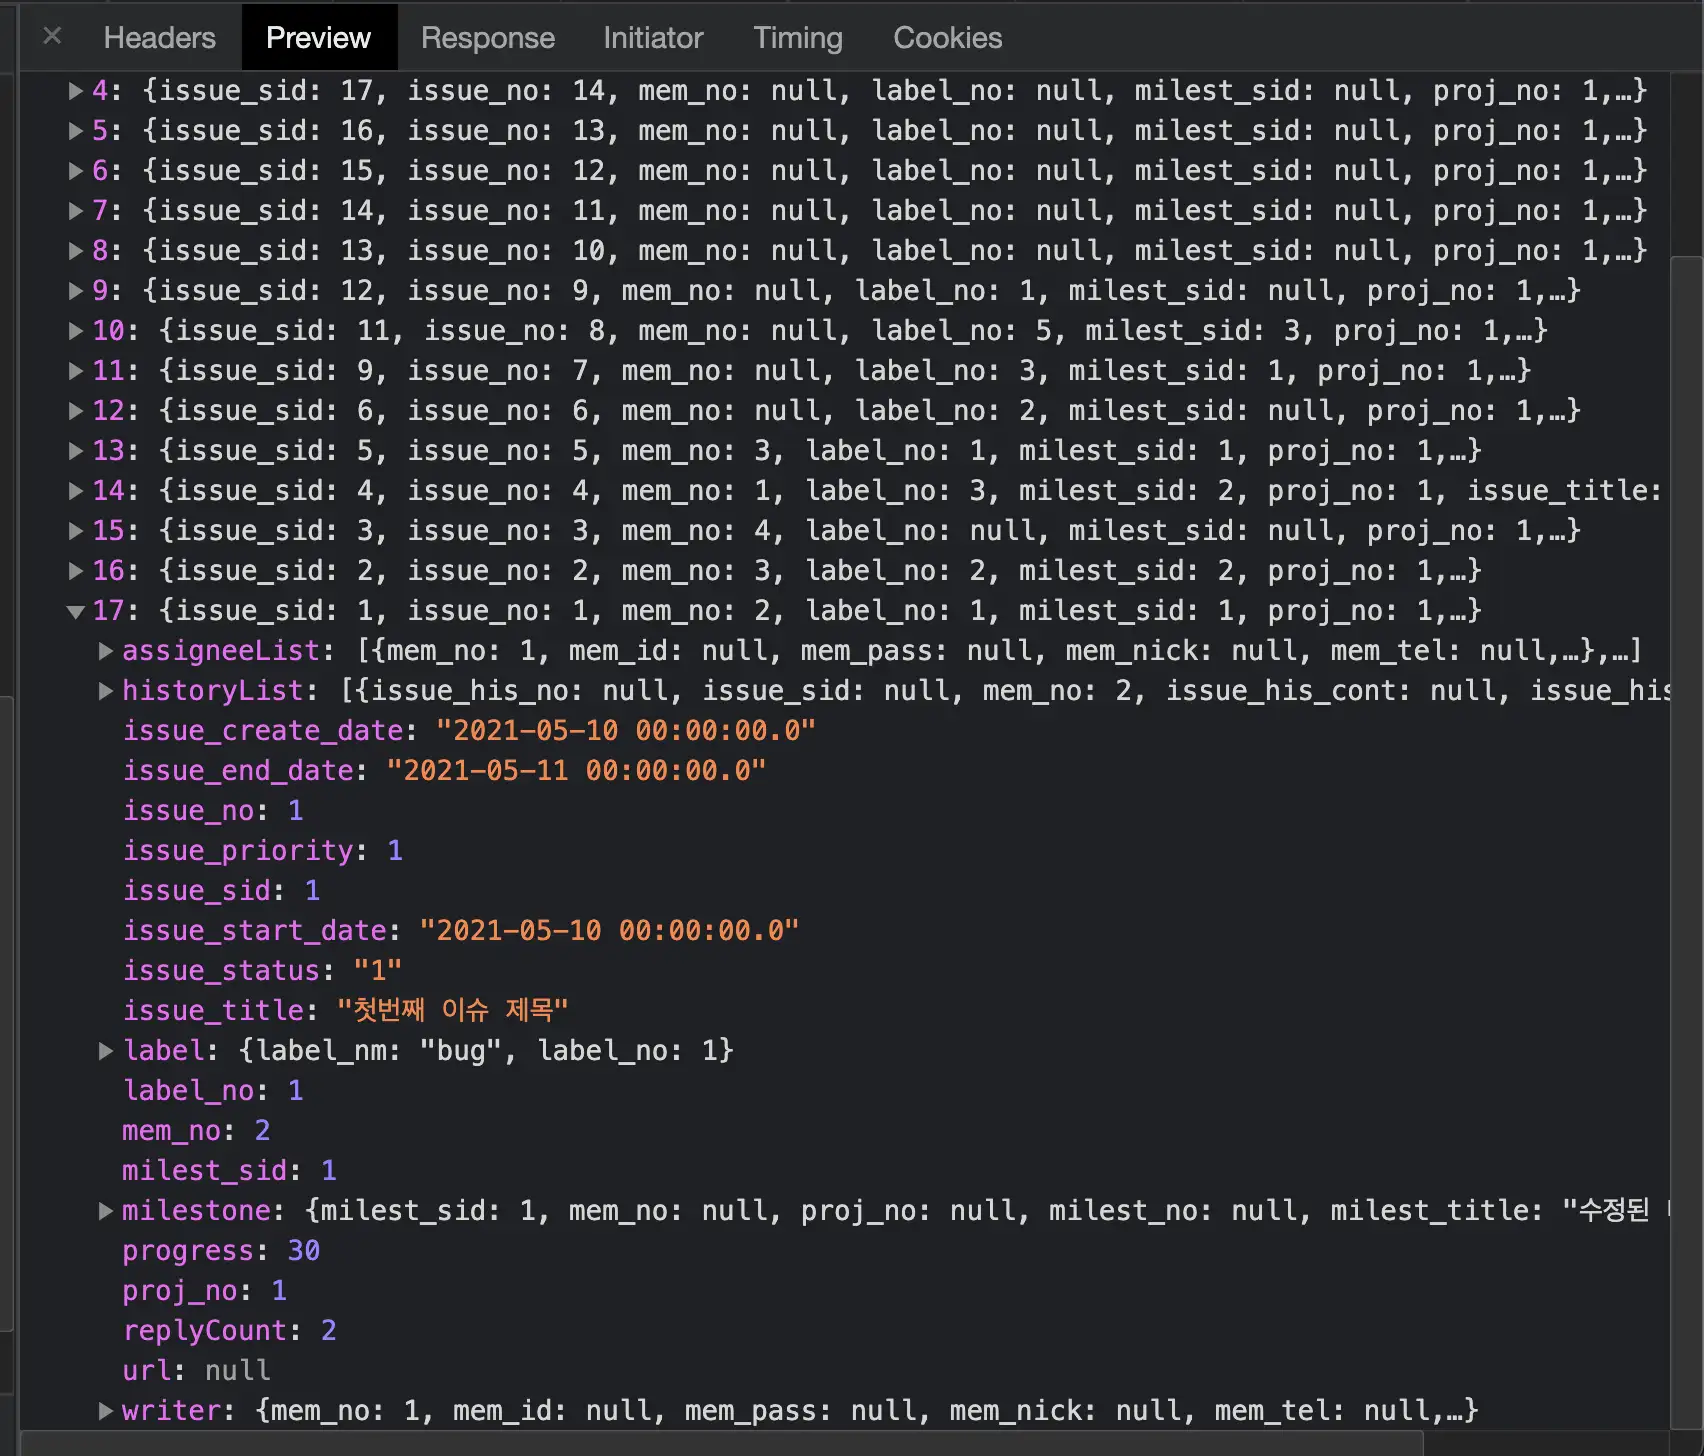 Headers Preview Response Initiator Timing Cookies
4: {issue_sid: 17, issue_no: 14, mem_no: null, label_no: null, milest_sid: null, proj_no: 1,…}
5: {issue_sid: 16, issue_no: 13, mem_no: null, label_no: null, milest_sid: null, proj_no: 1,…}
6: {issue_sid: 15, issue_no: 12, mem_no: null, label_no: null, milest_sid: null, proj_no: 1,…}
7: {issue_sid: 14, issue_no: 11, mem_no: null, label_no: null, milest_sid: null, proj_no: 1,…}
8: {issue_sid: 13, issue_no: 10, mem_no: null, label_no: null, milest_sid: null, proj_no: 1,…}
9: {issue_sid: 12, issue_no: 9, mem_no: null, label_no: 1, milest_sid: null, proj_no: 1,…}
10: {issue_sid: 11, issue_no: 8, mem_no: null, label_no: 5, milest_sid: 3, proj_no: 1,…}
11: {issue_sid: 9, issue_no: 7, mem_no: null, label_no: 3, milest_sid: 1, proj_no: 1,…}
12: {issue_sid: 6, issue_no: 6, mem_no: null, label_no: 2, milest_sid: null, proj_no: 1,…}
13: {issue_sid: 5, issue_no: 5, mem_no: 3, label_no: 1, milest_sid: 1, proj_no: 1,…}
14: {issue_sid: 4, issue_no: 4, mem_no: 1, label_no: 3, milest_sid: 2, proj_no: 1, issue_title:
15: {issue_sid: 3, issue_no: 3, mem_no: 4, label_no: null, milest_sid: null, proj_no: 1,…}
16: {issue_sid: 2, issue_no: 2, mem_no: 3, label_no: 2, milest_sid: 2, proj_no: 1,…}
17: {issue_sid: 1, issue_no: 1, mem_no: 2, label_no: 1, milest_sid: 1, proj_no: 1,…}
assigneeList: [{mem_no: 1, mem_id: null, mem_pass: null, mem_nick: null, mem_tel: null,…},…]
historyList: [{issue_his_no: null, issue_sid: null, mem_no: 2, issue_his_cont: null, issue_his
issue_create_date: "2021-05-10 00:00:00.0"
issue_end_date: "2021-05-11 00:00:00.0"
issue_no: 1
issue_priority: 1
issue_sid: 1
issue_start_date: "2021-05-10 00:00:00.0"
issue_status: "1"
issue_title: "첫번째 이슈 제목"
label: {label_nm: "bug", label_no: 1}
label_no: 1
mem_no: 2
milest_sid: 1
milestone: {milest_sid: 1, mem_no: null, proj_no: null, milest_no: null, milest_title: "수정된
progress: 30
proj_no: 1
replyCount: 2
url: null
writer: {mem_no: 1, mem_id: null, mem_pass: null, mem_nick: null, mem_tel: null,…}